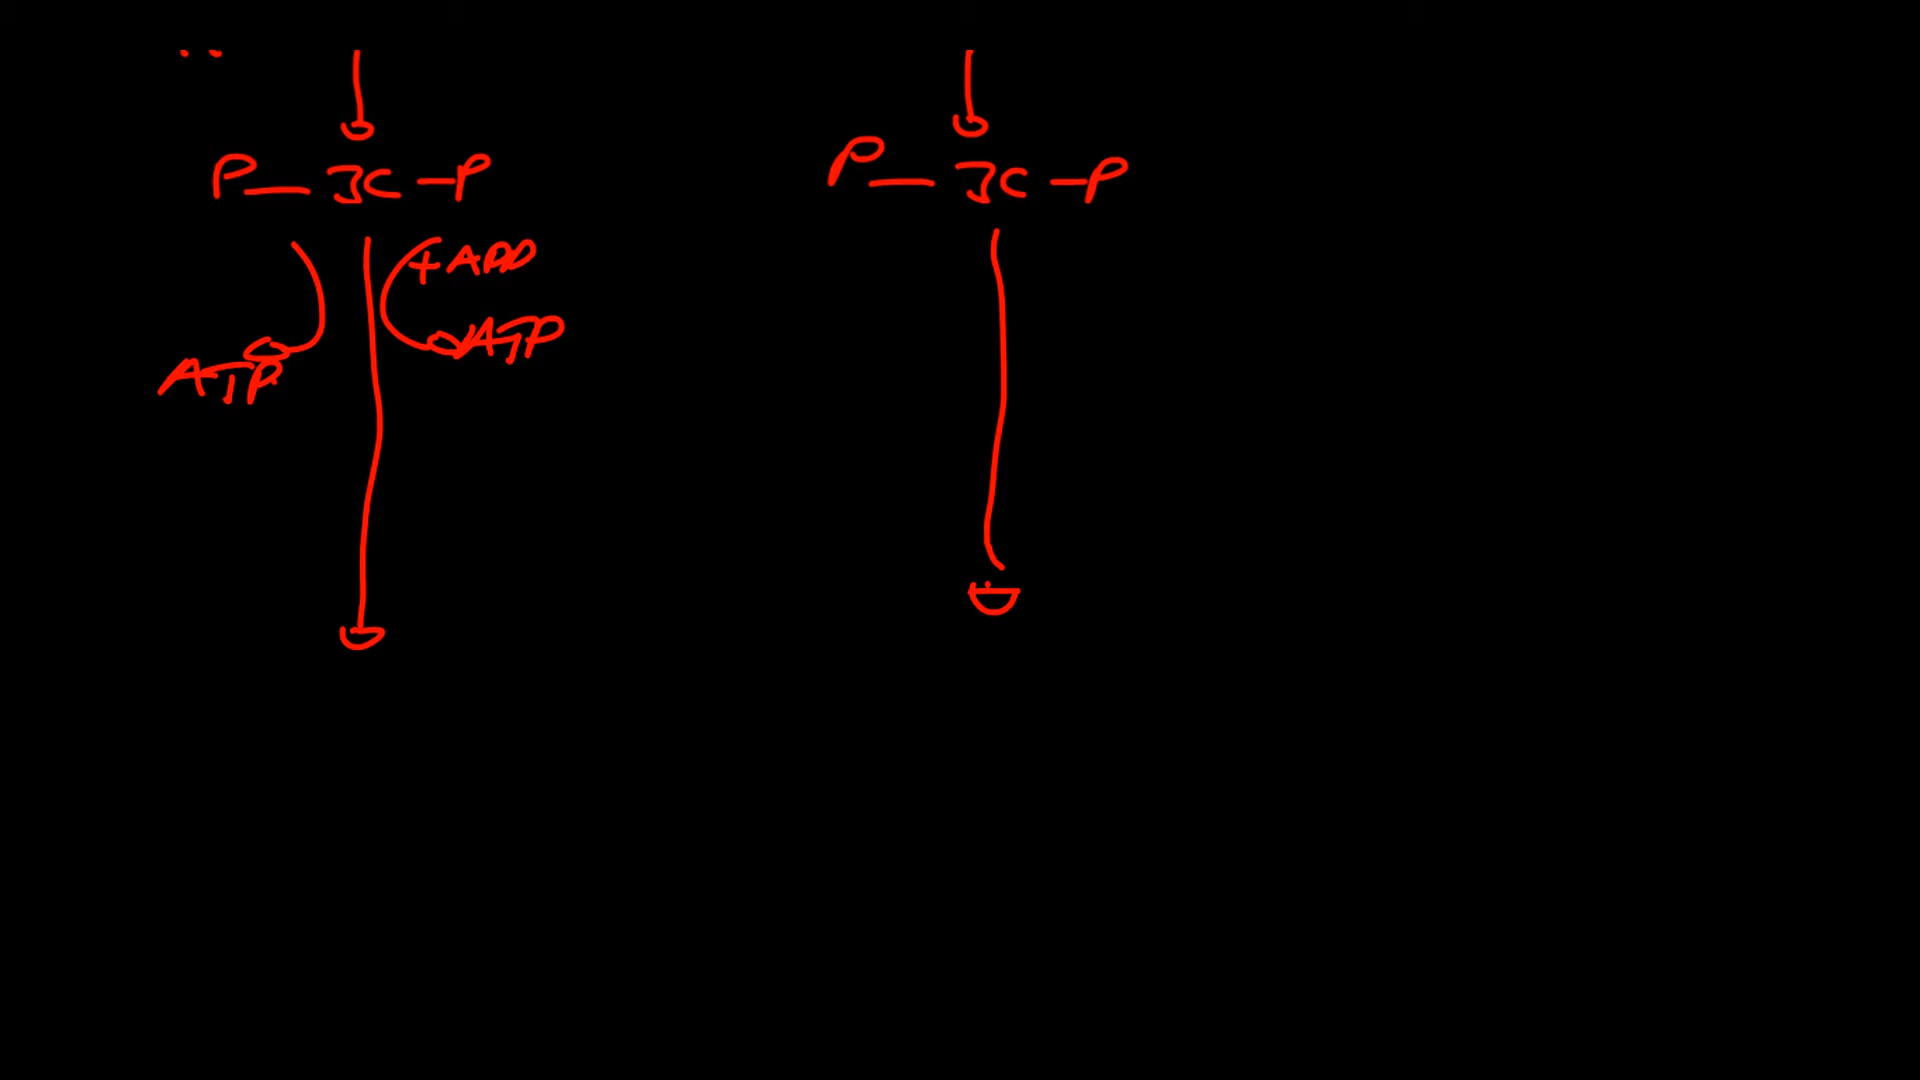 P — 3C - P
P — 3C - P
+ ADP
ATP
ATP